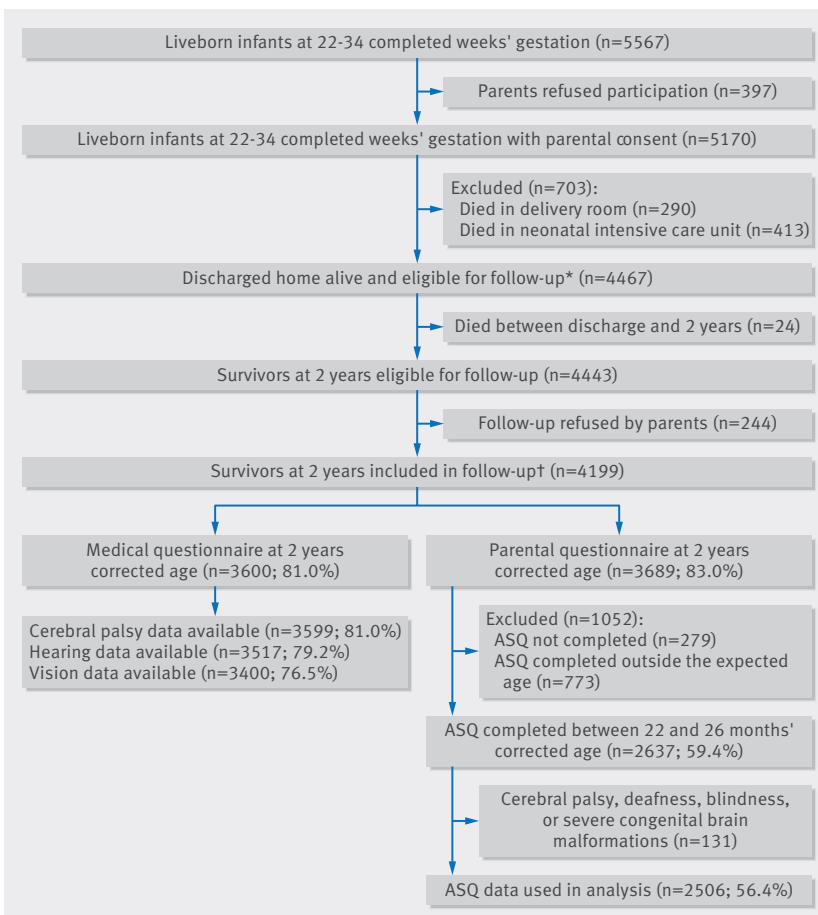 Liveborn infants at 22-34 completed weeks' gestation (n=5567)
Parents refused participation (n=397)
Liveborn infants at 22-34 completed weeks' gestation with parental consent (n=5170)
Excluded (n=703):
Died in delivery room (n=290)
Died in neonatal intensive care unit (n=413)
Discharged home alive and eligible for follow-up* (n=4467)
Died between discharge and 2 years (n=24)
Survivors at 2 years eligible for follow-up (n=4443)
Follow-up refused by parents (n=244)
Survivors at 2 years included in follow-up† (n=4199)
Medical questionnaire at 2 years
corrected age (n=3600; 81.0%)
Cerebral palsy data available (n=3599; 81.0%)
Hearing data available (n=3517; 79.2%)
Vision data available (n=3400; 76.5%)
Parental questionnaire at 2 years
corrected age (n=3689; 83.0%)
Excluded (n=1052):
ASQ not completed (n=279)
ASQ completed outside the expected
age (n=773)
ASQ completed between 22 and 26 months'
corrected age (n=2637; 59.4%)
Cerebral palsy, deafness, blindness,
or severe congenital brain
malformations (n=131)
ASQ data used in analysis (n=2506; 56.4%)